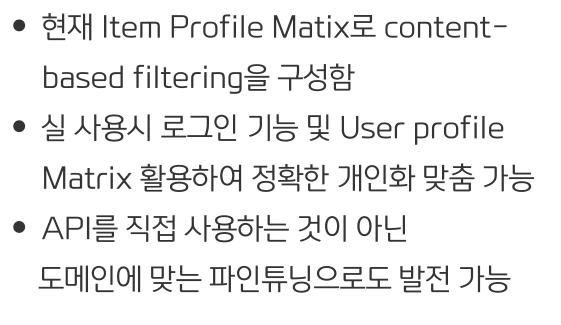 • 현재 Item Profile Matix로 content-
based filtering을 구성함
• 실 사용시 로그인 기능 및 User profile
Matrix 활용하여 정확한 개인화 맞춤 가능
• API를 직접 사용하는 것이 아닌
도메인에 맞는 파인튜닝으로도 발전 가능